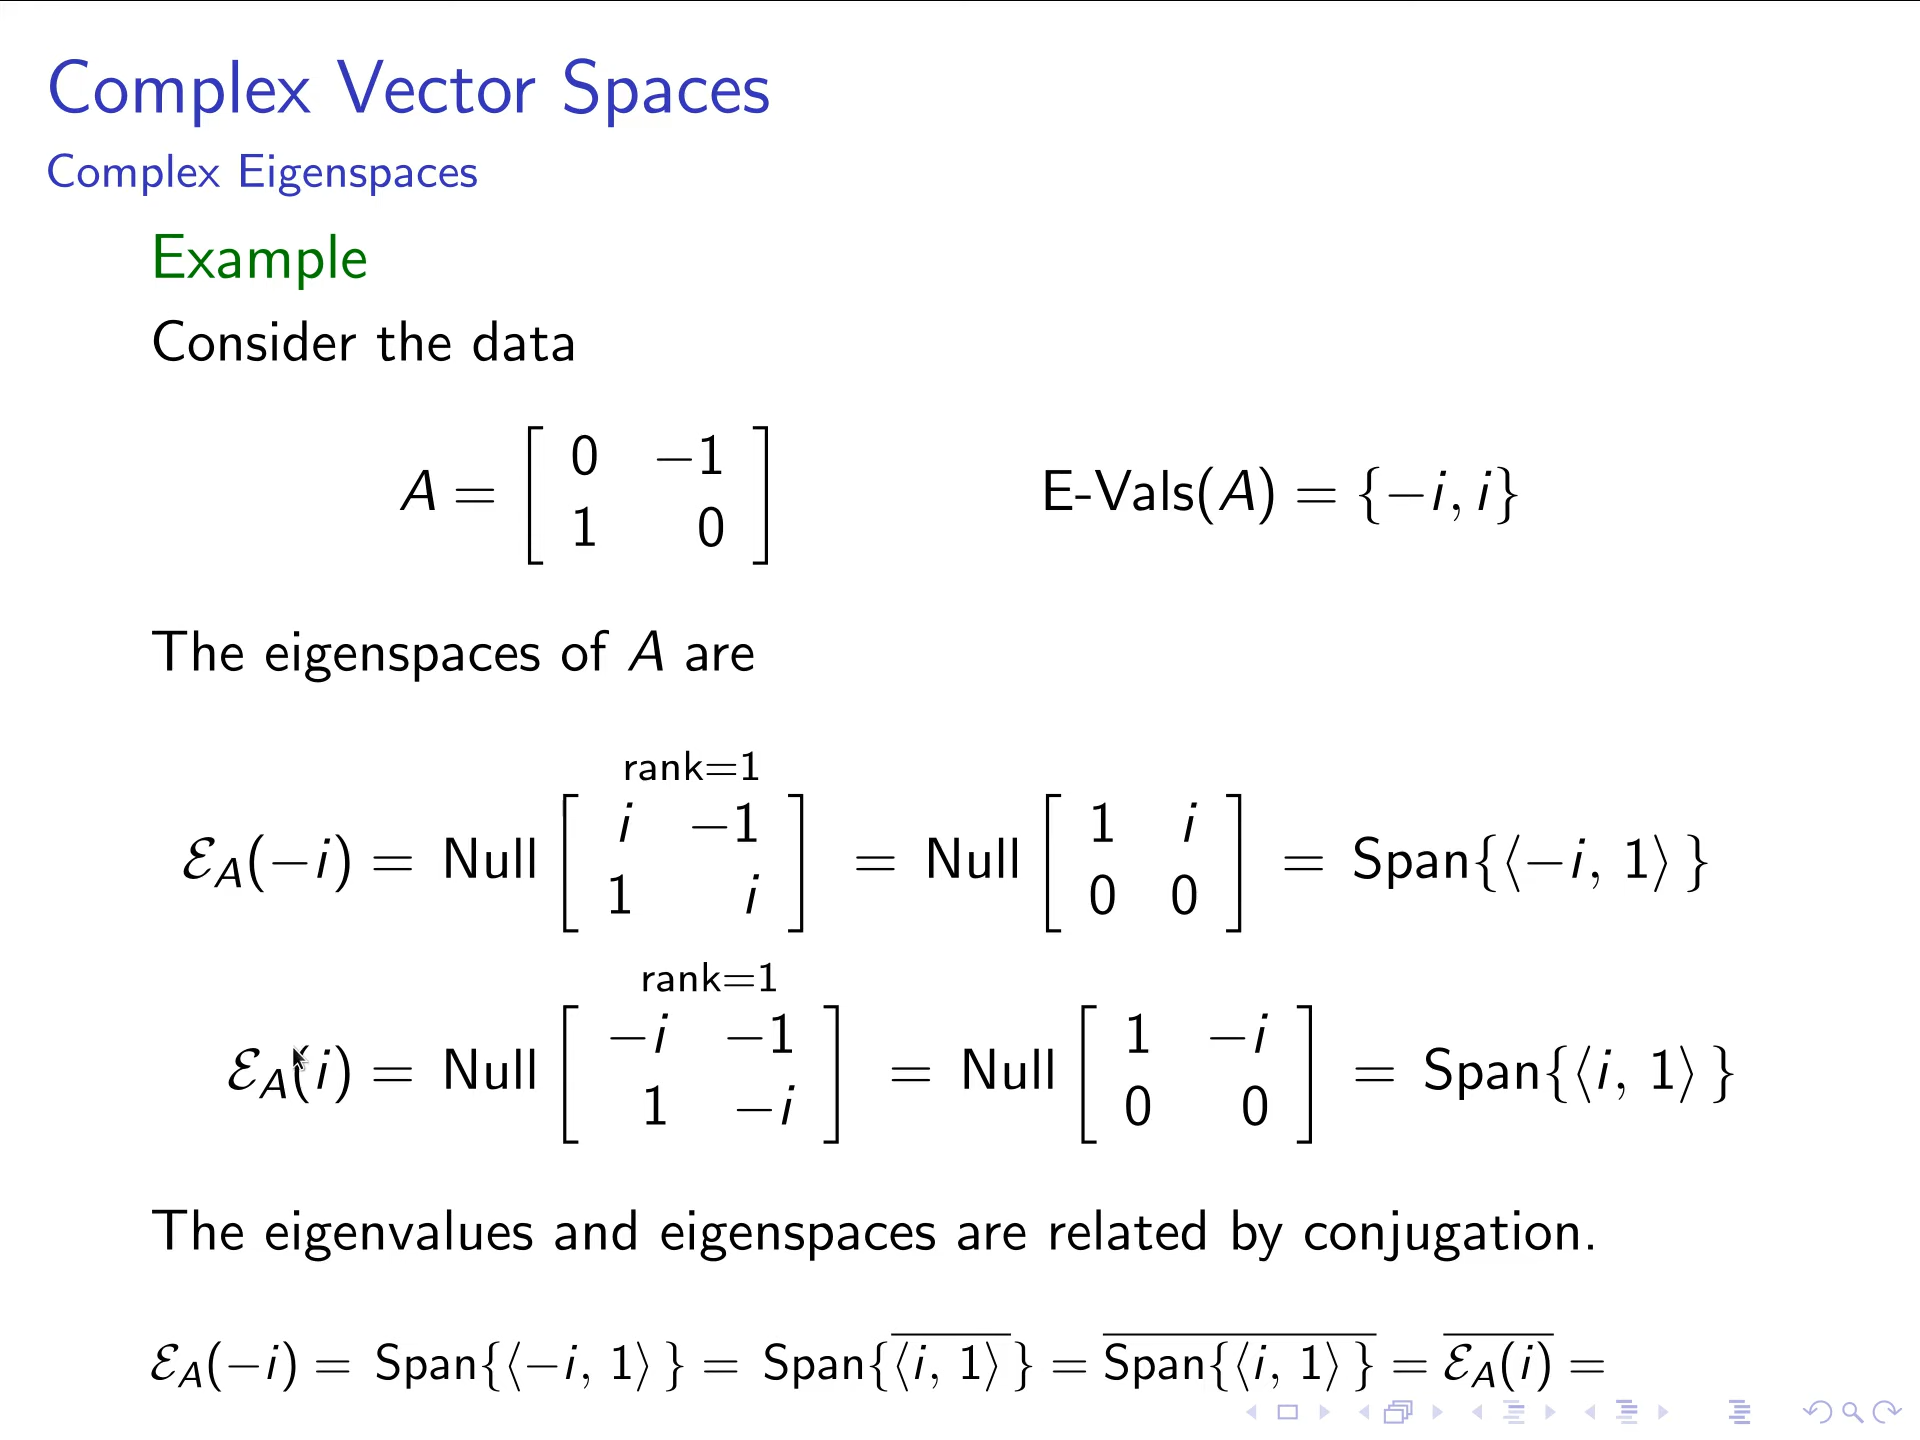 Complex Vector Spaces
Complex Eigenspaces
Example
Consider the data
A = [ 0 −1 ; 1 0 ] E-Vals(A) = {−i, i}
The eigenspaces of A are
rank=1
ℰ_A(−i) = Null [ i −1 ; 1 i ] = Null [ 1 i ; 0 0 ] = Span{⟨−i, 1⟩}
rank=1
ℰ_A(i) = Null [ −i −1 ; 1 −i ] = Null [ 1 −i ; 0 0 ] = Span{⟨i, 1⟩}
The eigenvalues and eigenspaces are related by conjugation.
ℰ_A(−i) = Span{⟨−i, 1⟩} = Span{\overline{⟨i, 1⟩}} = \overline{Span{⟨i, 1⟩}} = \overline{ℰ_A(i)} =